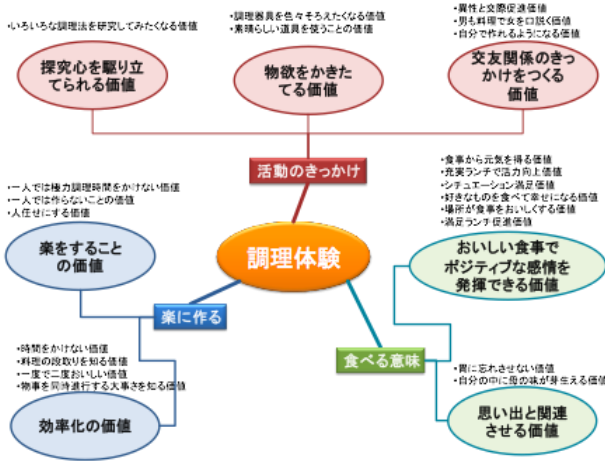 ・いろいろな調理法を研究してみたくなる価値
・調理器具を色々そろえたくなる価値
・素晴らしい道具を使うことの価値
・異性と交際促進価値
・男も料理で女を口説く価値
・自分で作れるようになる価値
探究心を駆り立
てられる価値
物欲をかきた
てる価値
交友関係のきっ
かけをつくる
価値
活動のきっかけ
・一人では極力調理時間をかけない価値
・一人では作らないことの価値
・人任せにする価値
・食事から元気を得る価値
・充実ランチで活力向上価値
・シチュエーション満足価値
・好きなものを食べて幸せになる価値
・場所が食事をおいしくする価値
・満足ランチ促進価値
楽をすること
の価値
調理体験
おいしい食事で
ポジティブな感情を
発揮できる価値
楽に作る
食べる意味
・時間をかけない価値
・料理の段取りを知る価値
・一度で二度おいしい価値
・物事を同時進行する大事さを知る価値
・胃に忘れさせない価値
・自分の中に母の味が芽生える価値
効率化の価値
思い出と関連
させる価値